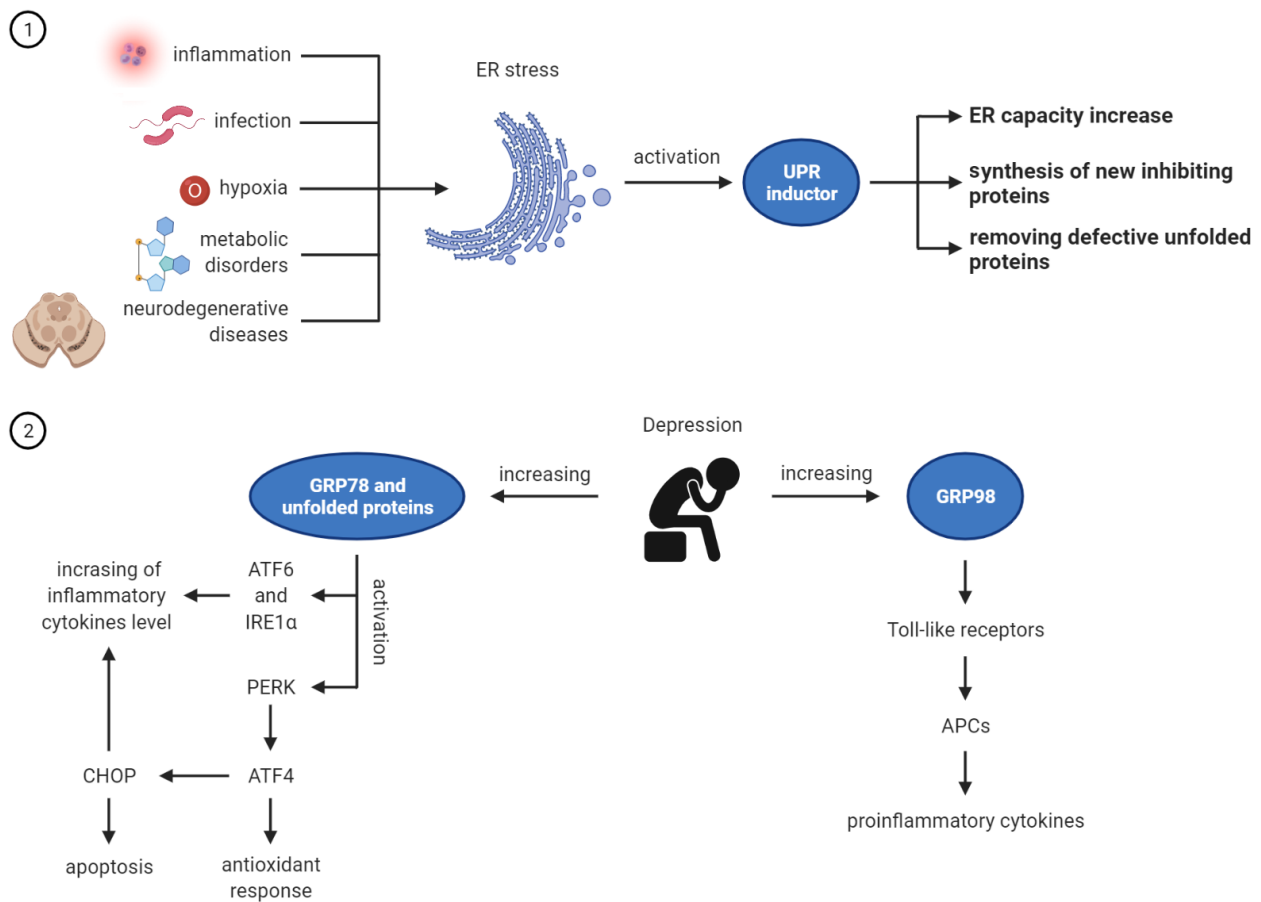 1
inflammation
infection
O
hypoxia
metabolic
disorders
neurodegenerative
diseases
ER stress
activation
UPR
inductor
ER capacity increase
synthesis of new inhibiting
proteins
removing defective unfolded
proteins
2
Depression
increasing
increasing
GRP78 and
unfolded proteins
GRP98
activation
ATF6
and
IRE1α
incrasing of
inflammatory
cytokines level
PERK
CHOP
ATF4
apoptosis
antioxidant
response
Toll-like receptors
APCs
proinflammatory cytokines